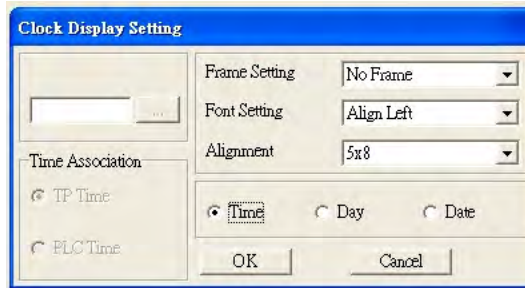 Clock Display Setting
...
Time Association
TP Time
PLC Time
Frame Setting No Frame
Font Setting Align Left
Alignment 5x8
Time Day Date
OK Cancel